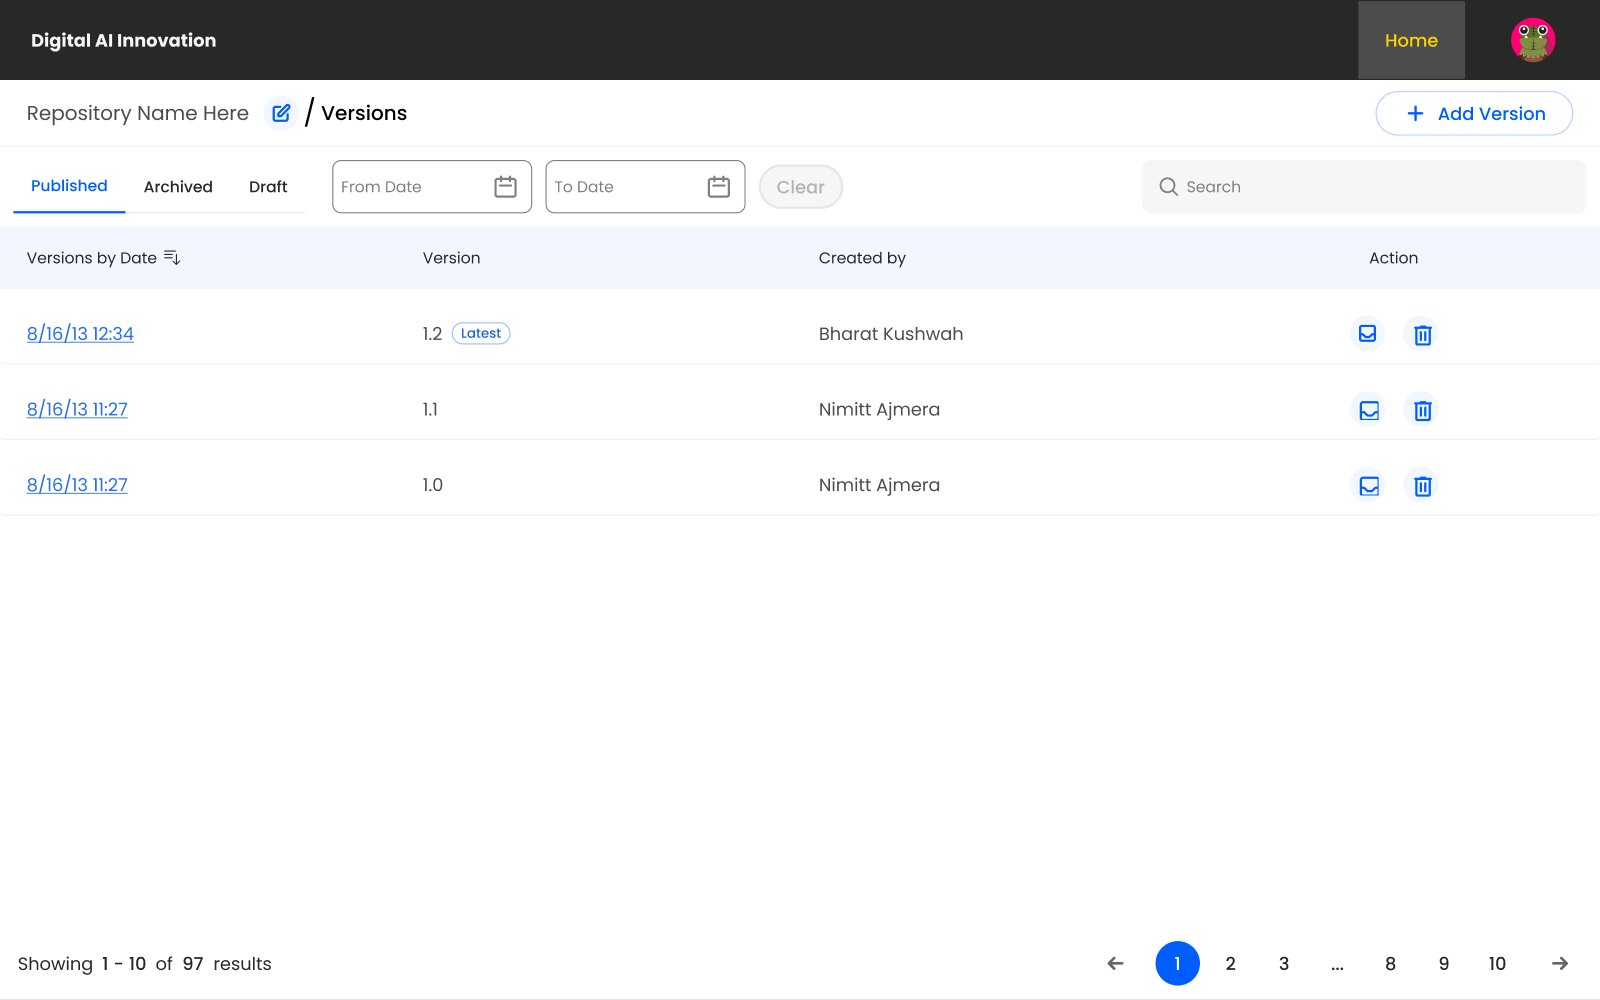 Digital AI Innovation
Home
Repository Name Here / Versions
+ Add Version
Published Archived Draft From Date To Date Clear Search
Versions by Date Version Created by Action
8/16/13 12:34 1.2 Latest Bharat Kushwah
8/16/13 11:27 1.1 Nimitt Ajmera
8/16/13 11:27 1.0 Nimitt Ajmera
Showing 1 - 10 of 97 results 1 2 3 ... 8 9 10